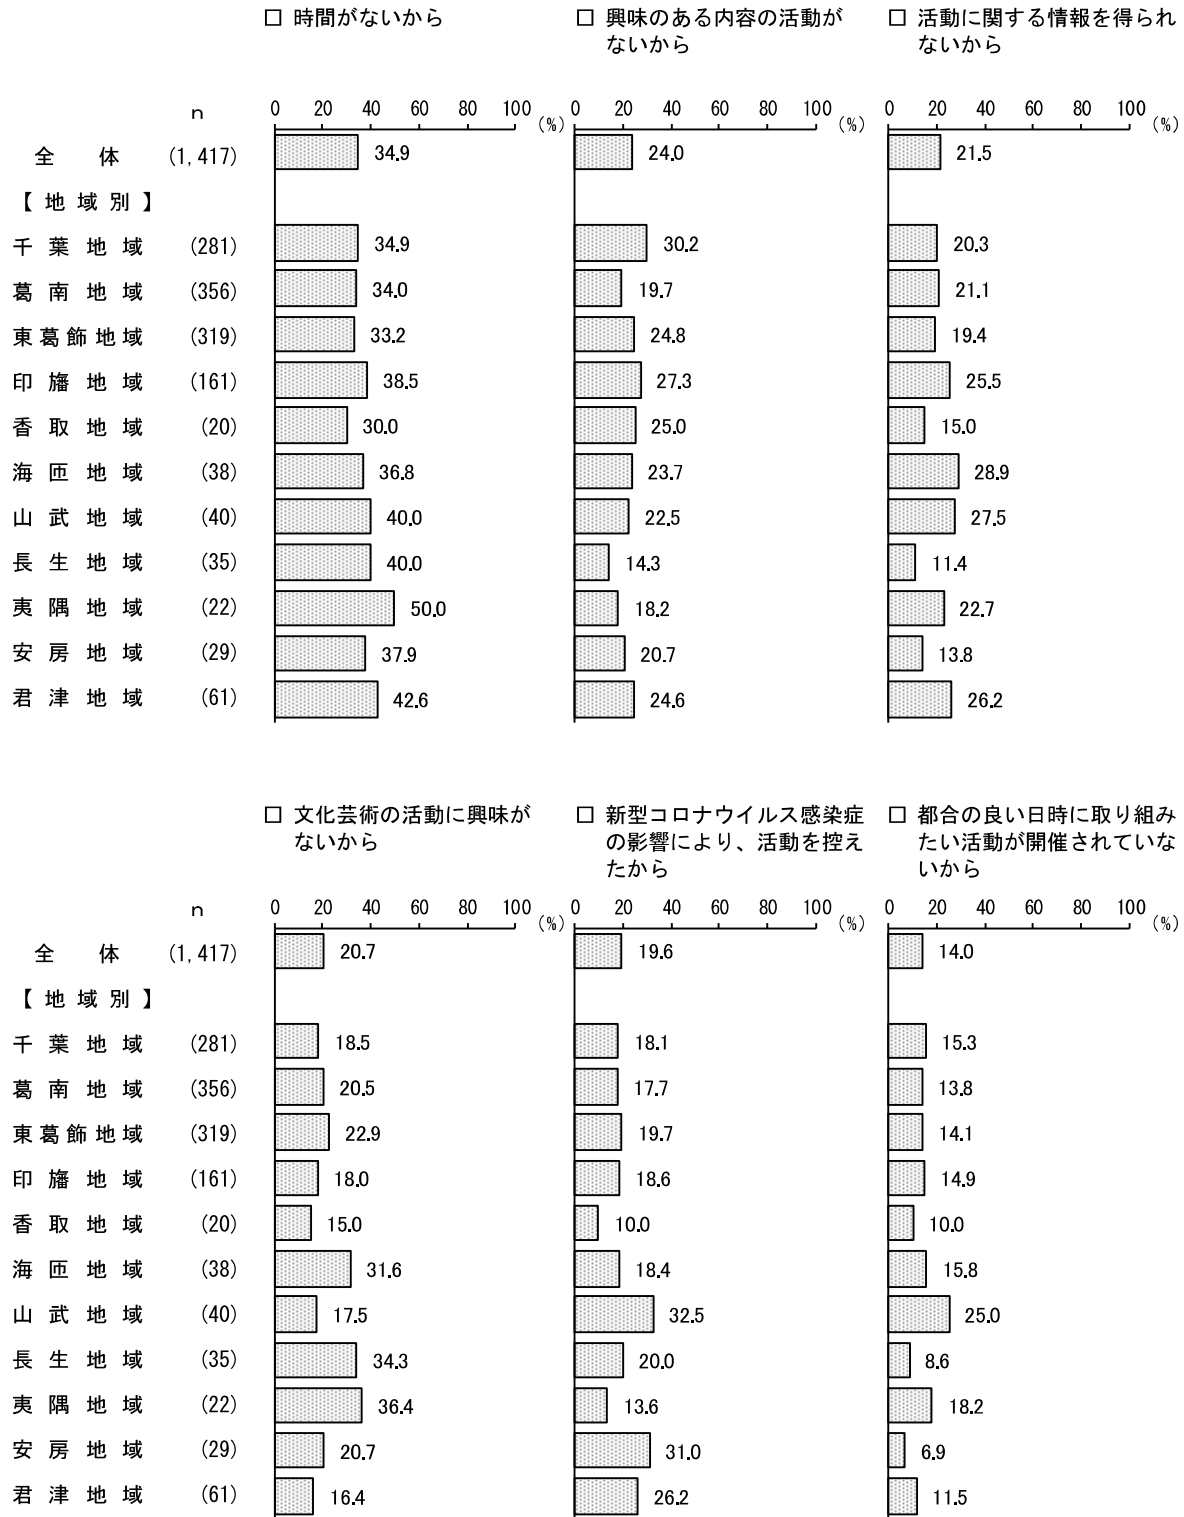 □ 時間がないから
□ 興味のある内容の活動が
ないから
□ 活動に関する情報を得られ
ないから
n
0 20 40 60 80 100
(%)
0 20 40 60 80 100
(%)
0 20 40 60 80 100
(%)
全体 (1,417) 34.9 24.0 21.5
【地域別】
千葉地域 (281) 34.9 30.2 20.3
葛南地域 (356) 34.0 19.7 21.1
東葛飾地域 (319) 33.2 24.8 19.4
印旛地域 (161) 38.5 27.3 25.5
香取地域 (20) 30.0 25.0 15.0
海匝地域 (38) 36.8 23.7 28.9
山武地域 (40) 40.0 22.5 27.5
長生地域 (35) 40.0 14.3 11.4
夷隅地域 (22) 50.0 18.2 22.7
安房地域 (29) 37.9 20.7 13.8
君津地域 (61) 42.6 24.6 26.2
□ 文化芸術の活動に興味が
ないから
□ 新型コロナウイルス感染症
の影響により、活動を控え
たから
□ 都合の良い日時に取り組み
たい活動が開催されていな
いから
n
0 20 40 60 80 100
(%)
0 20 40 60 80 100
(%)
0 20 40 60 80 100
(%)
全体 (1,417) 20.7 19.6 14.0
【地域別】
千葉地域 (281) 18.5 18.1 15.3
葛南地域 (356) 20.5 17.7 13.8
東葛飾地域 (319) 22.9 19.7 14.1
印旛地域 (161) 18.0 18.6 14.9
香取地域 (20) 15.0 10.0 10.0
海匝地域 (38) 31.6 18.4 15.8
山武地域 (40) 17.5 32.5 25.0
長生地域 (35) 34.3 20.0 8.6
夷隅地域 (22) 36.4 13.6 18.2
安房地域 (29) 20.7 31.0 6.9
君津地域 (61) 16.4 26.2 11.5